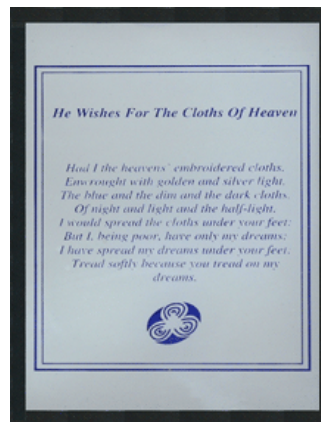 He Wishes For The Cloths Of Heaven
Had I the heavens' embroidered cloths,
Enwrought with golden and silver light.
The blue and the dim and the dark cloths.
Of night and light and the half-light.
I would spread the cloths under your feet:
But I, being poor, have only my dreams;
I have spread my dreams under your feet.
Tread softly because you tread on my
dreams.